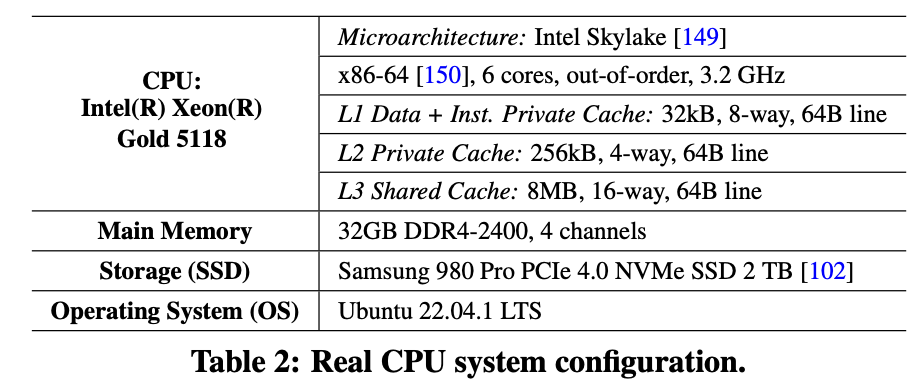 CPU:
Intel(R) Xeon(R)
Gold 5118
Microarchitecture: Intel Skylake [149]
x86-64 [150], 6 cores, out-of-order, 3.2 GHz
L1 Data + Inst. Private Cache: 32kB, 8-way, 64B line
L2 Private Cache: 256kB, 4-way, 64B line
L3 Shared Cache: 8MB, 16-way, 64B line
Main Memory
32GB DDR4-2400, 4 channels
Storage (SSD)
Samsung 980 Pro PCIe 4.0 NVMe SSD 2 TB [102]
Operating System (OS)
Ubuntu 22.04.1 LTS
Table 2: Real CPU system configuration.